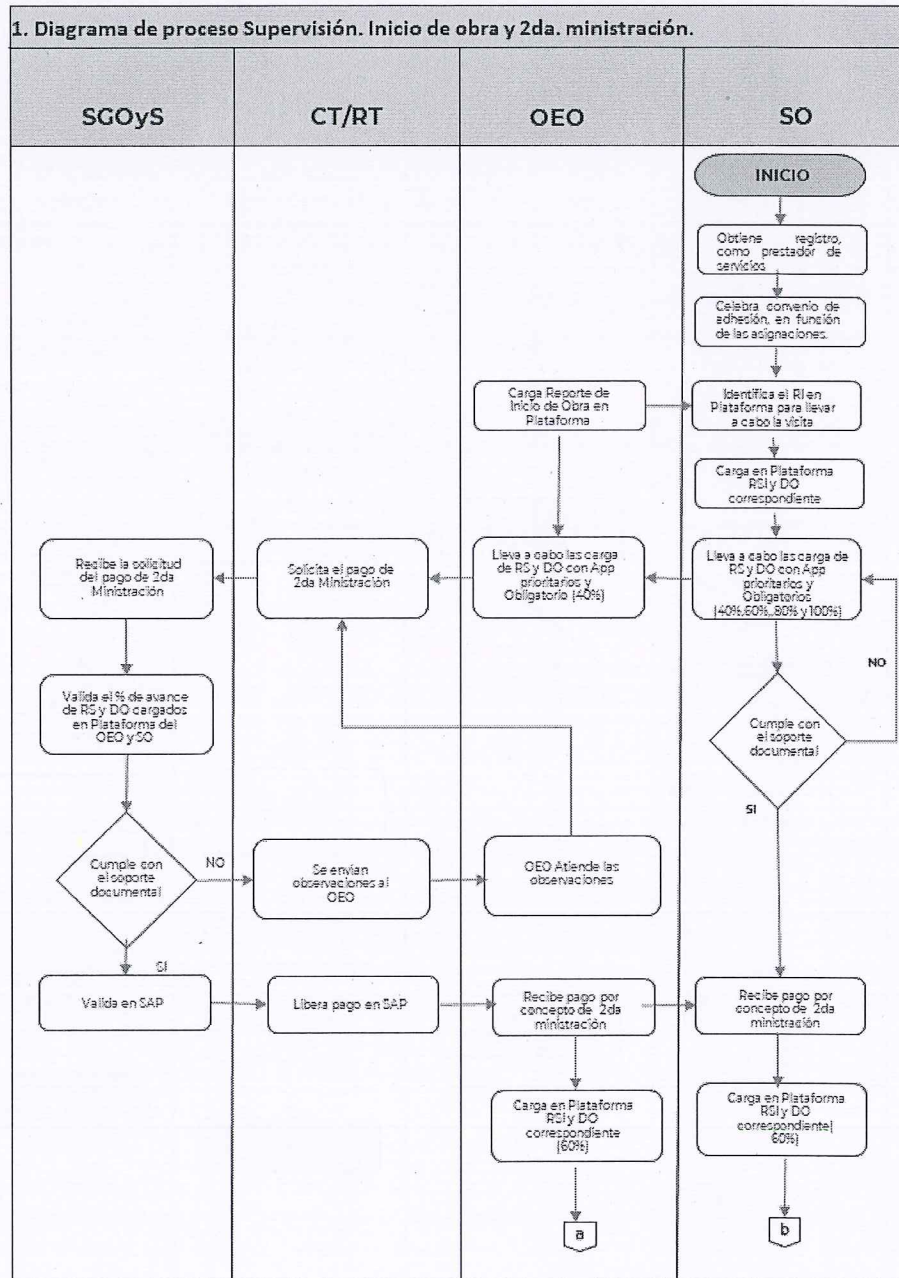 1. Diagrama de proceso Supervisión. Inicio de obra y 2da. ministración.
SGOyS
CT/RT
OEO
SO
INICIO
Obtiene registro,
como prestador de
servicios
Celebra convenio de
adhesión, en función
de las asignaciones.
Carga Reporte de
Inicio de Obra en
Plataforma
Identifica el RI en
Plataforma para llevar
a cabo la visita
Carga en Plataforma
RSI y DO
correspondiente
Recibe la solicitud
del pago de 2da
Ministración
Solicita el pago de
2da Ministración
Lleva a cabo las carga
de RS y DO con App
prioritarios y
Obligatorio (40%)
Lleva a cabo las carga de
RS y DO con App
prioritarios y
Obligatorios
(40%,60%,,80% y 100%)
NO
Valida el % de avance
de RS y DO cargados
en Plataforma del
OEO y SO
Cumple con
el soporte
documental
SI
Cumple con
el soporte
documental
NO
Se envían
observaciones al
OEO
OEO Atiende las
observaciones
SI
Valida en SAP
Libera pago en SAP
Recibe pago por
concepto de 2da
ministración
Recibe pago por
concepto de 2da
ministración
Carga en Plataforma
RSI y DO
correspondiente
(60%)
Carga en Plataforma
RSI y DO
correspondiente(
60%)
a
b